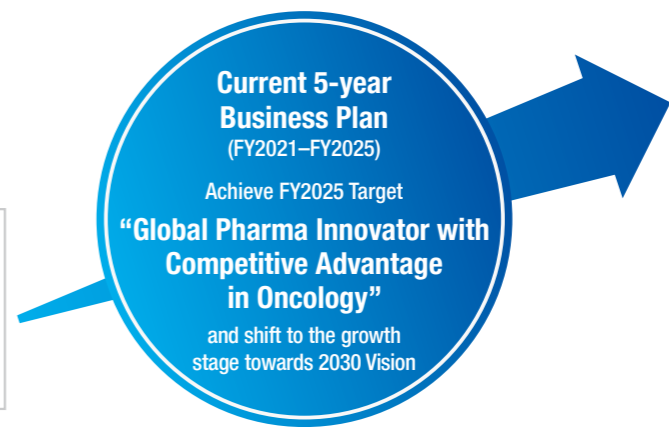 Current 5-year
Business Plan
(FY2021–FY2025)
Achieve FY2025 Target
“Global Pharma Innovator with
Competitive Advantage
in Oncology”
and shift to the growth
stage towards 2030 Vision